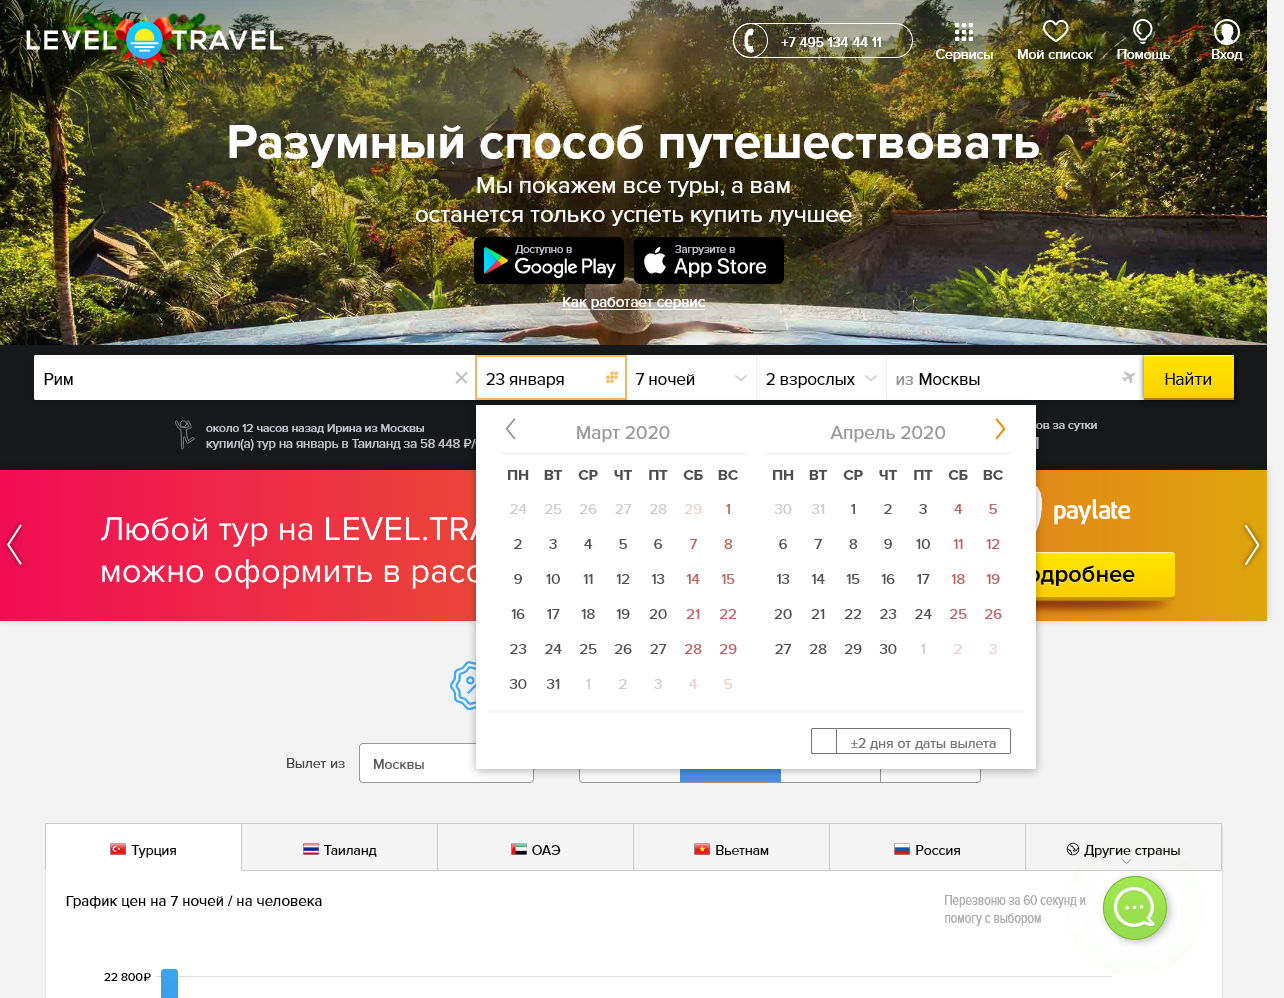 LEVEL TRAVEL
+7 495 134 44 11
Сервисы
Мой список
Помощь
Вход
Разумный способ путешествовать
Мы покажем все туры, а вам
останется только успеть купить лучшее
Доступно в
Google Play
Загрузите в
App Store
Как работает сервис
Рим
23 января
7 ночей
2 взрослых
из Москвы
Найти
около 12 часов назад Ирина из Москвы
купил(а) тур на январь в Таиланд за 58 448 ₽/
ов за сутки
Март 2020
ПН ВТ СР ЧТ ПТ СБ ВС
24 25 26 27 28 29 1
2 3 4 5 6 7 8
9 10 11 12 13 14 15
16 17 18 19 20 21 22
23 24 25 26 27 28 29
30 31 1 2 3 4 5
Апрель 2020
ПН ВТ СР ЧТ ПТ СБ ВС
30 31 1 2 3 4 5
6 7 8 9 10 11 12
13 14 15 16 17 18 19
20 21 22 23 24 25 26
27 28 29 30 1 2 3
±2 дня от даты вылета
Любой тур на LEVEL.TRA
можно оформить в расс
paylate
одробнее
Вылет из
Москвы
Турция
Таиланд
ОАЭ
Вьетнам
Россия
Другие страны
График цен на 7 ночей / на человека
Перезвоню за 60 секунд и
помогу с выбором
22 800₽